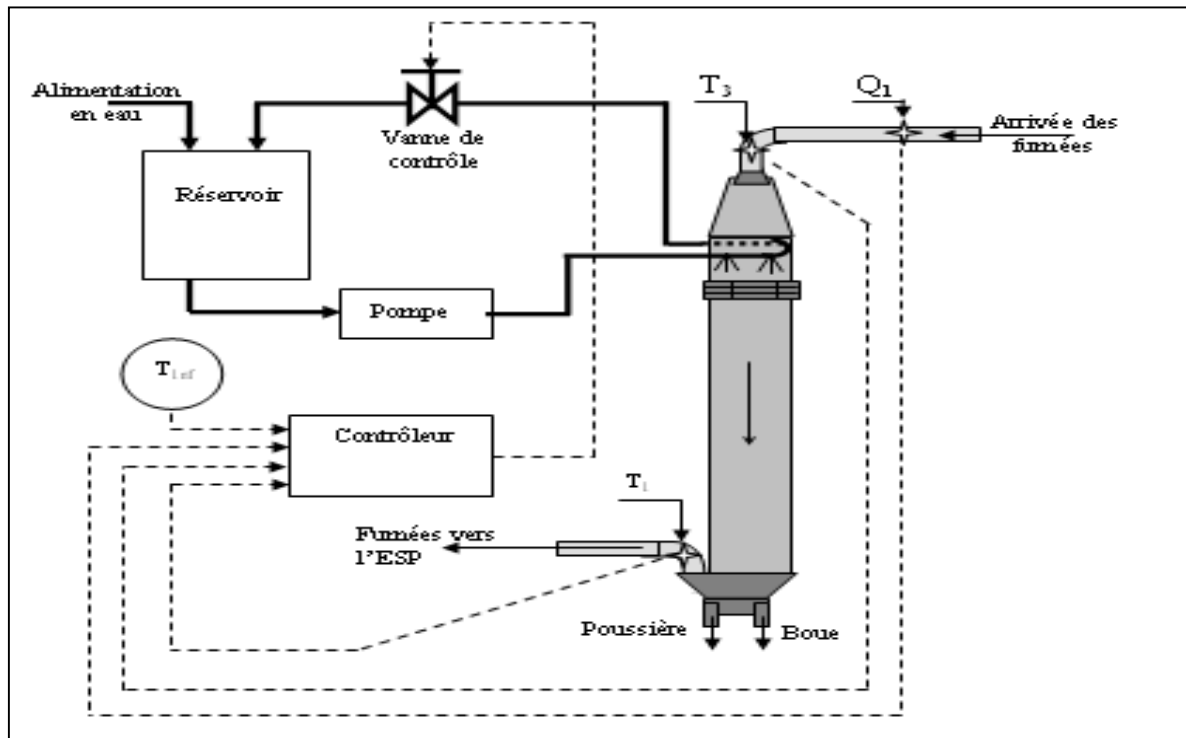 Alimentation
en eau
T3
Q1
Arrivée des
fumées
Vanne de
contrôle
Réservoir
Pompe
Contrôleur
Fumées vers
l'ESP
Poussière
Boue